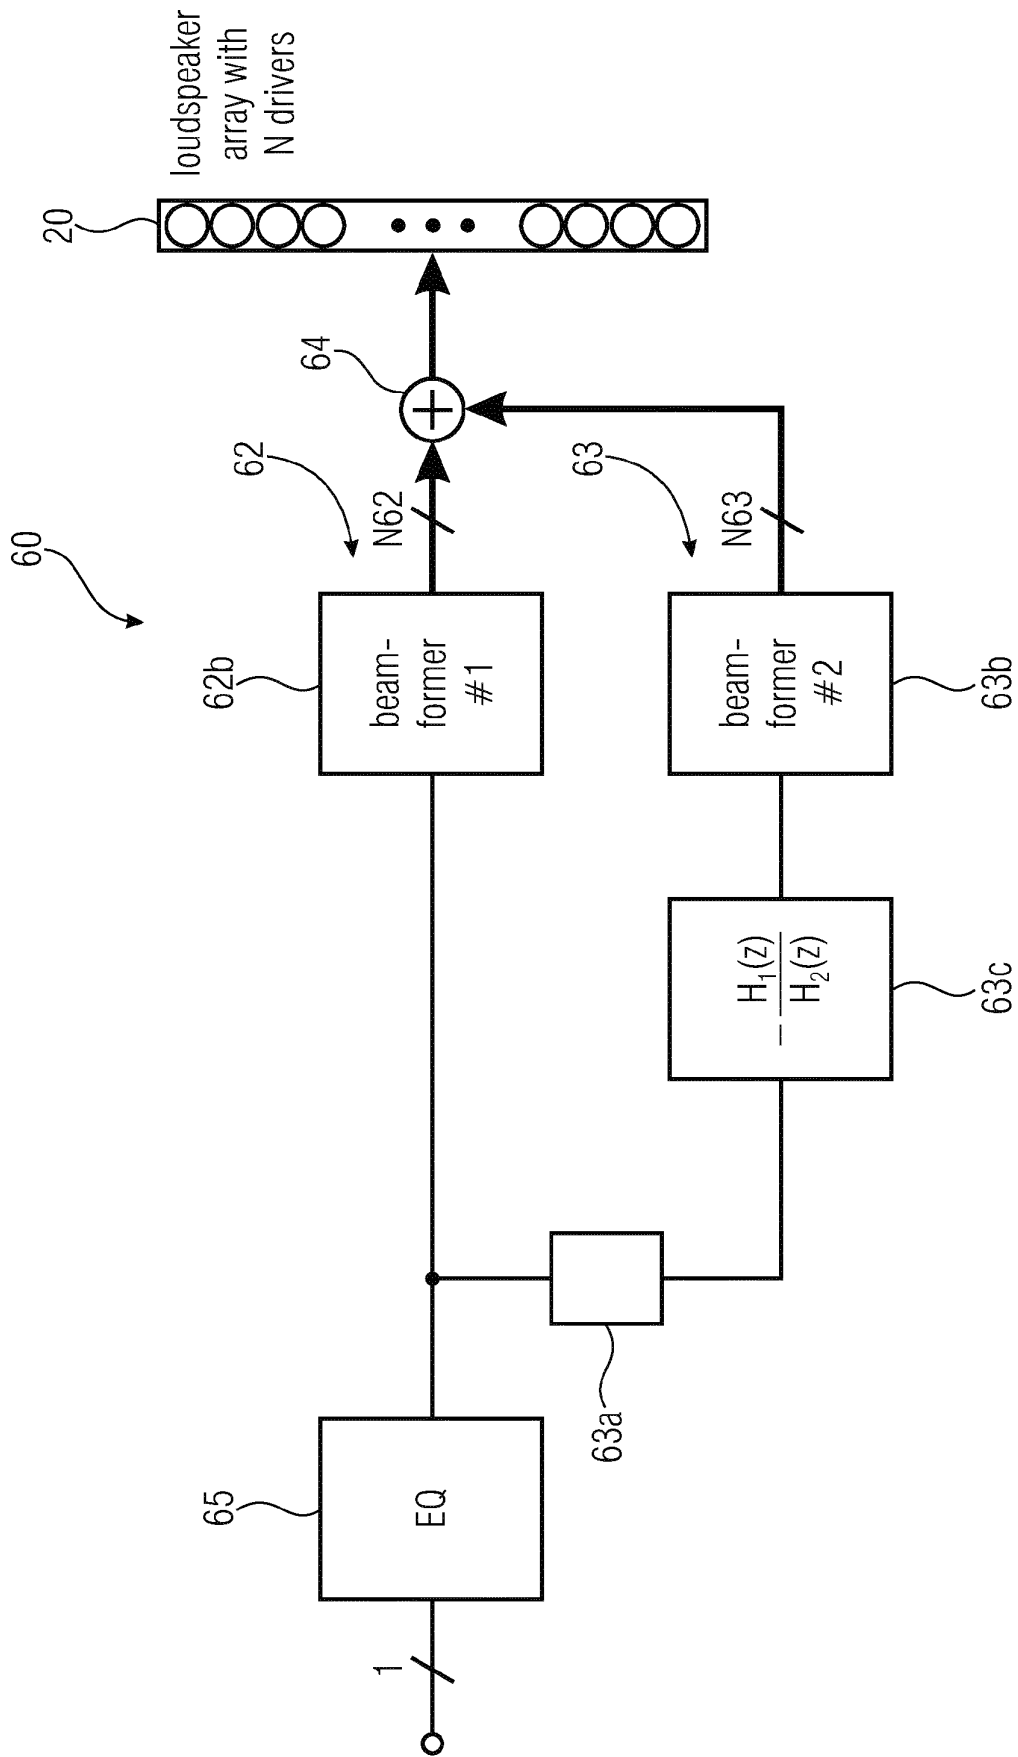 60
1
65
EQ
63a
62b
beam-
former
#1
62
N62
64
20
loudspeaker
array with
N drivers
63c
− H₁(z)
H₂(z)
63b
beam-
former
#2
63
N63